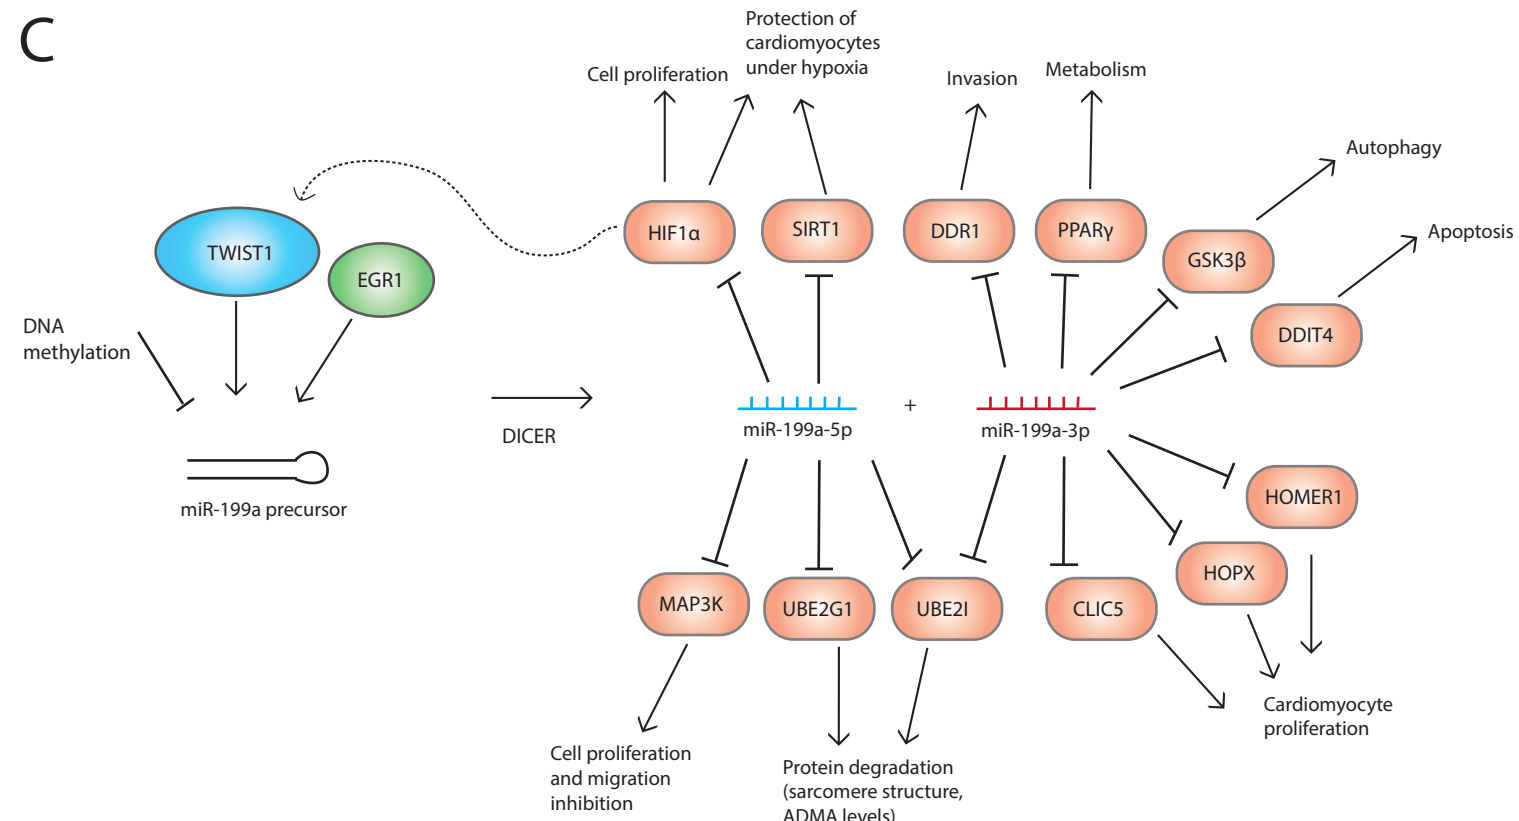 C
Protection of
cardiomyocytes
under hypoxia
Cell proliferation
Invasion
Metabolism
Autophagy
Apoptosis
HIF1α
SIRT1
DDR1
PPARγ
GSK3β
DDIT4
TWIST1
EGR1
DNA
methylation
DICER
miR-199a precursor
miR-199a-5p
+
miR-199a-3p
HOMER1
HOPX
MAP3K
UBE2G1
UBE2I
CLIC5
Cardiomyocyte
proliferation
Cell proliferation
and migration
inhibition
Protein degradation
(sarcomere structure,
ADMA levels)